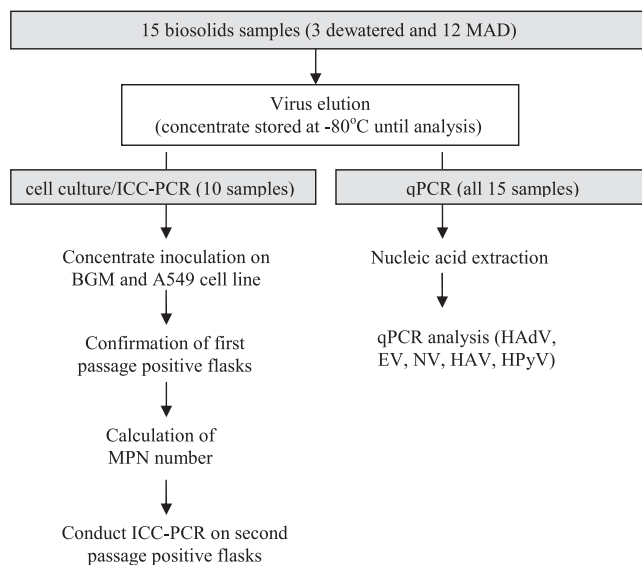 15 biosolids samples (3 dewatered and 12 MAD)
Virus elution
(concentrate stored at -80°C until analysis)
cell culture/ICC-PCR (10 samples)
Concentrate inoculation on
BGM and A549 cell line
Confirmation of first
passage positive flasks
Calculation of
MPN number
Conduct ICC-PCR on second
passage positive flasks
qPCR (all 15 samples)
Nucleic acid extraction
qPCR analysis (HAdV,
EV, NV, HAV, HPyV)